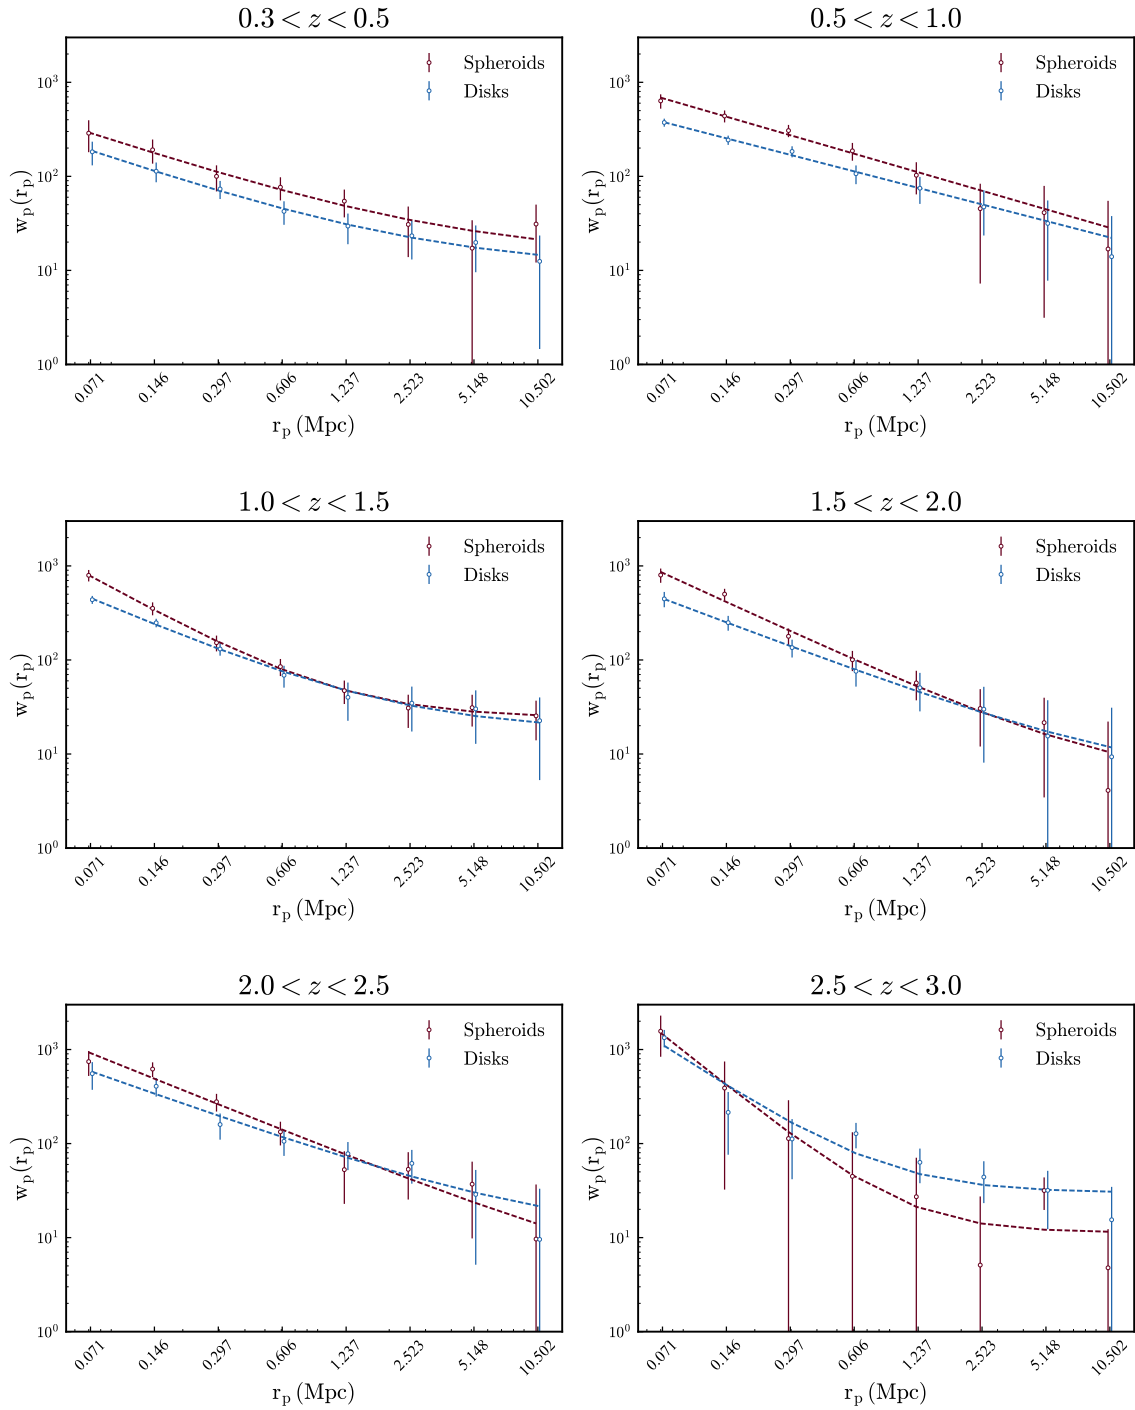 0.3 < z < 0.5
Spheroids
Disks
w_p(r_p)
10³
10²
10¹
10⁰
0.071 0.146 0.297 0.606 1.237 2.523 5.148 10.502
r_p (Mpc)
0.5 < z < 1.0
Spheroids
Disks
w_p(r_p)
10³
10²
10¹
10⁰
0.071 0.146 0.297 0.606 1.237 2.523 5.148 10.502
r_p (Mpc)
1.0 < z < 1.5
Spheroids
Disks
w_p(r_p)
10³
10²
10¹
10⁰
0.071 0.146 0.297 0.606 1.237 2.523 5.148 10.502
r_p (Mpc)
1.5 < z < 2.0
Spheroids
Disks
w_p(r_p)
10³
10²
10¹
10⁰
0.071 0.146 0.297 0.606 1.237 2.523 5.148 10.502
r_p (Mpc)
2.0 < z < 2.5
Spheroids
Disks
w_p(r_p)
10³
10²
10¹
10⁰
0.071 0.146 0.297 0.606 1.237 2.523 5.148 10.502
r_p (Mpc)
2.5 < z < 3.0
Spheroids
Disks
w_p(r_p)
10³
10²
10¹
10⁰
0.071 0.146 0.297 0.606 1.237 2.523 5.148 10.502
r_p (Mpc)